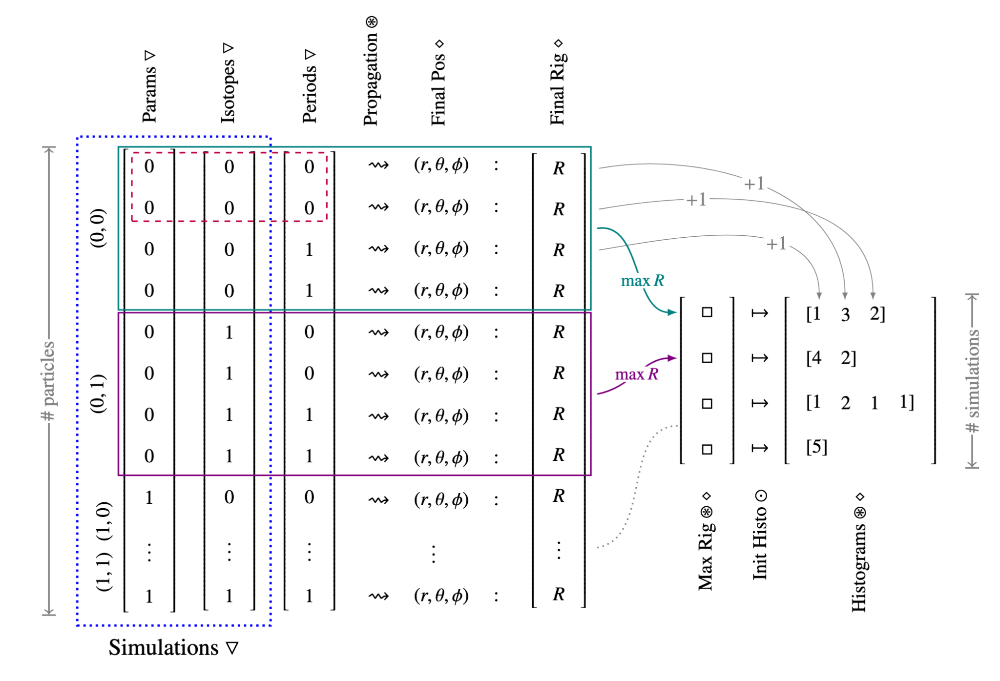 Params ▽ Isotopes ▽ Periods ▽ Propagation ⊛ Final Pos ⋄ Final Rig ⋄
# particles
(0, 0)
(0, 1)
(1, 1) (1, 0)
0 0 0 ⇝ (r, θ, ϕ) : R
0 0 0 ⇝ (r, θ, ϕ) : R
0 0 1 ⇝ (r, θ, ϕ) : R
0 0 1 ⇝ (r, θ, ϕ) : R
0 1 0 ⇝ (r, θ, ϕ) : R
0 1 0 ⇝ (r, θ, ϕ) : R
0 1 1 ⇝ (r, θ, ϕ) : R
0 1 1 ⇝ (r, θ, ϕ) : R
1 0 0 ⇝ (r, θ, ϕ) : R
⋮ ⋮ ⋮ ⋮ ⋮
1 1 1 ⇝ (r, θ, ϕ) : R
Simulations ▽
+1
+1
+1
max R
max R
□ ↦ [1 3 2]
□ ↦ [4 2]
□ ↦ [1 2 1 1]
□ ↦ [5]
# simulations
Max Rig ⊛ ⋄
Init Histo ⊙
Histograms ⊛ ⋄